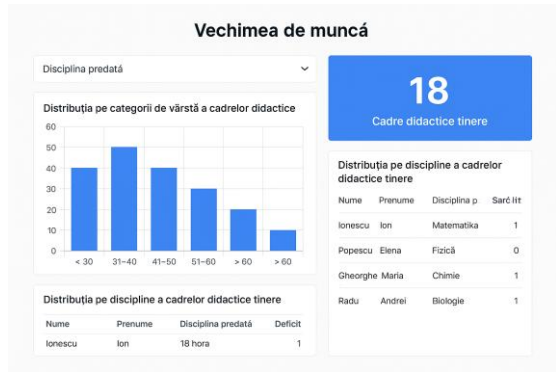 Vechimea de muncá
Disciplina predată
Distribuția pe categorii de vărstă a cadrelor didactice
60
50
40
30
20
10
0
< 30 31–40 41–50 51–60 > 60 > 60
Distribuția pe discipline a cadrelor didactice tinere
Nume Prenume Disciplina predată Deficit
Ionescu Ion 18 hora 1
18
Cadre didactice tinere
Distribuția pe discipline a cadrelor
didactice tinere
Nume Prenume Disciplina p
Ionescu Ion Matematika 1
Popescu Elena Fizică 0
Gheorghe Maria Chimie 1
Radu Andrei Biologie 1